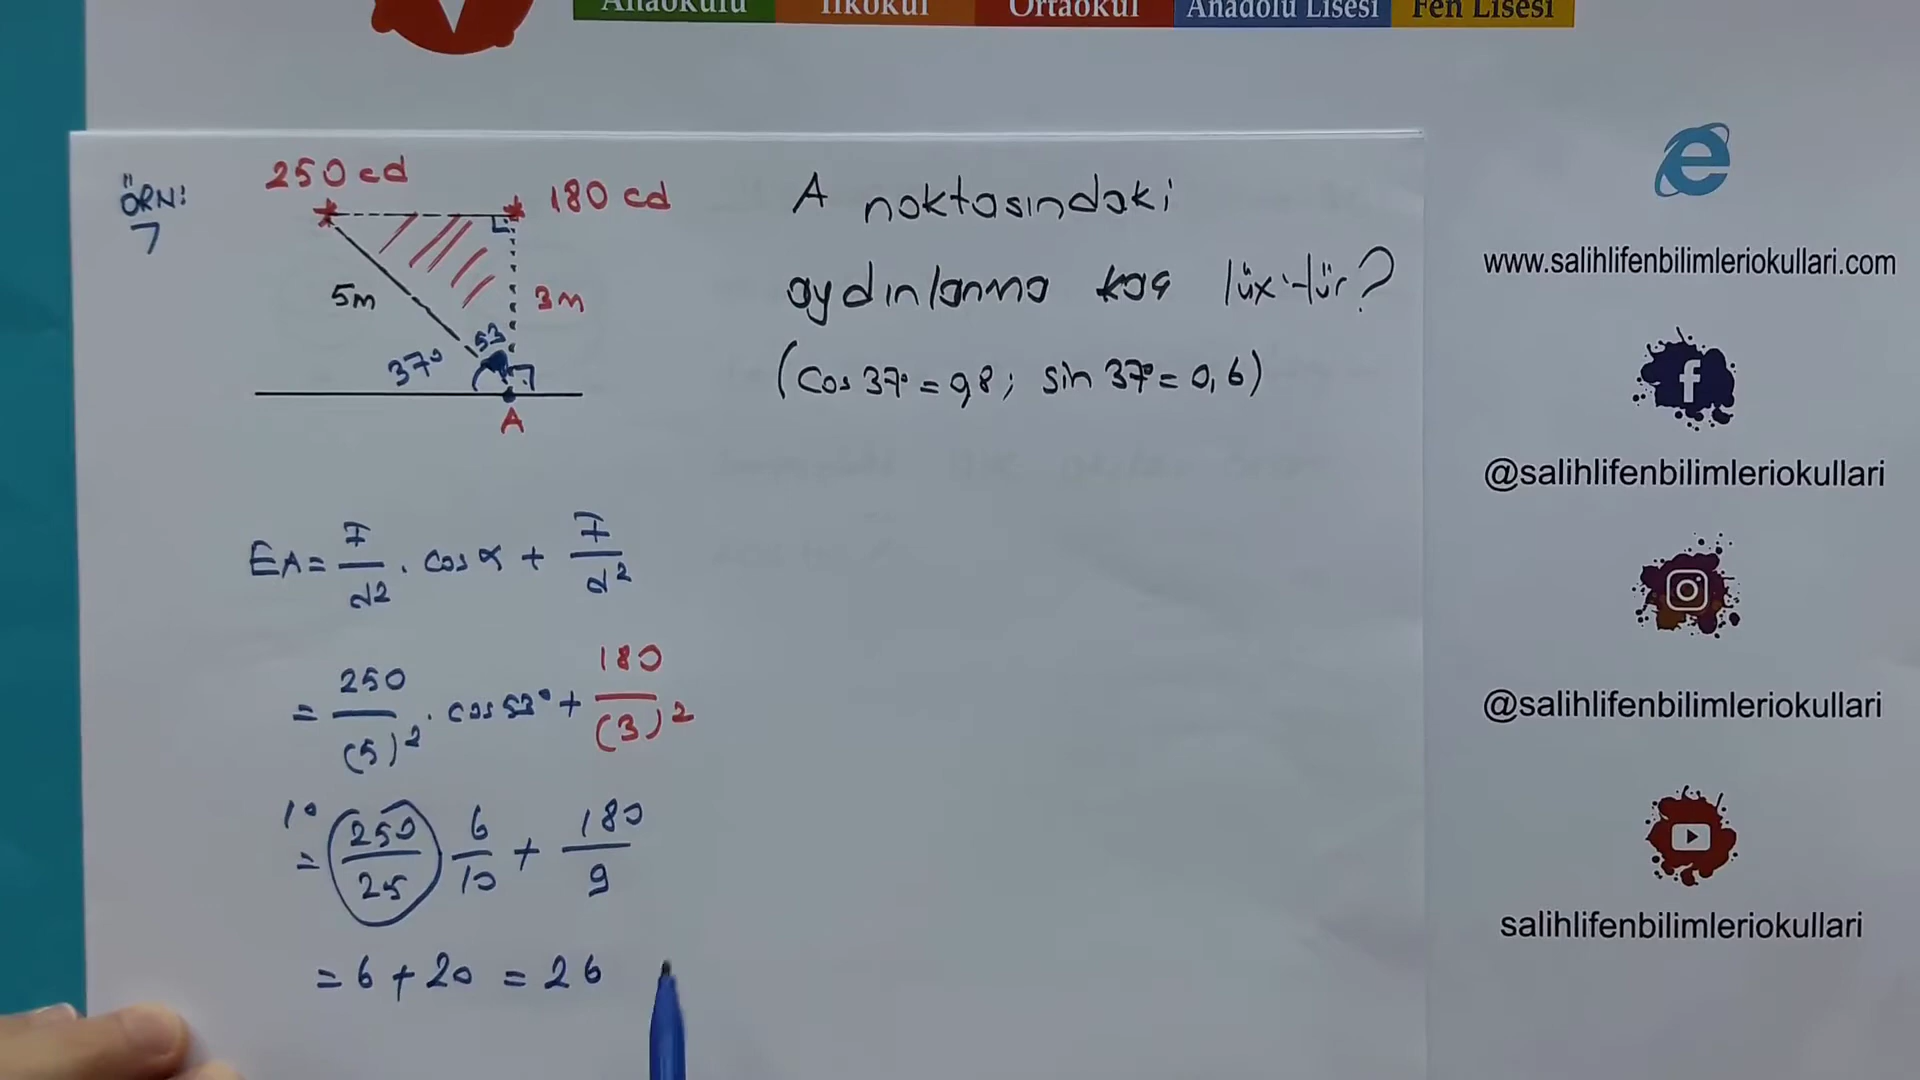 Anaokulu İlkokul Ortaokul Anadolu Lisesi Fen Lisesi
ÖRN:
7
250 cd
180 cd
5m
3m
53
37°
A
A noktasındaki
aydınlanma kaç lüx'tür?
(cos 37° = 0,8; sin 37° = 0,6)
EA = I/d² . cos α + I/d²
= 250/(5)² . cos 53° + 180/(3)²
10
= 250/25 6/10 + 180/9
= 6 + 20 = 26
www.salihlifenbilimleriokullari.com
@salihlifenbilimleriokullari
@salihlifenbilimleriokullari
salihlifenbilimleriokullari